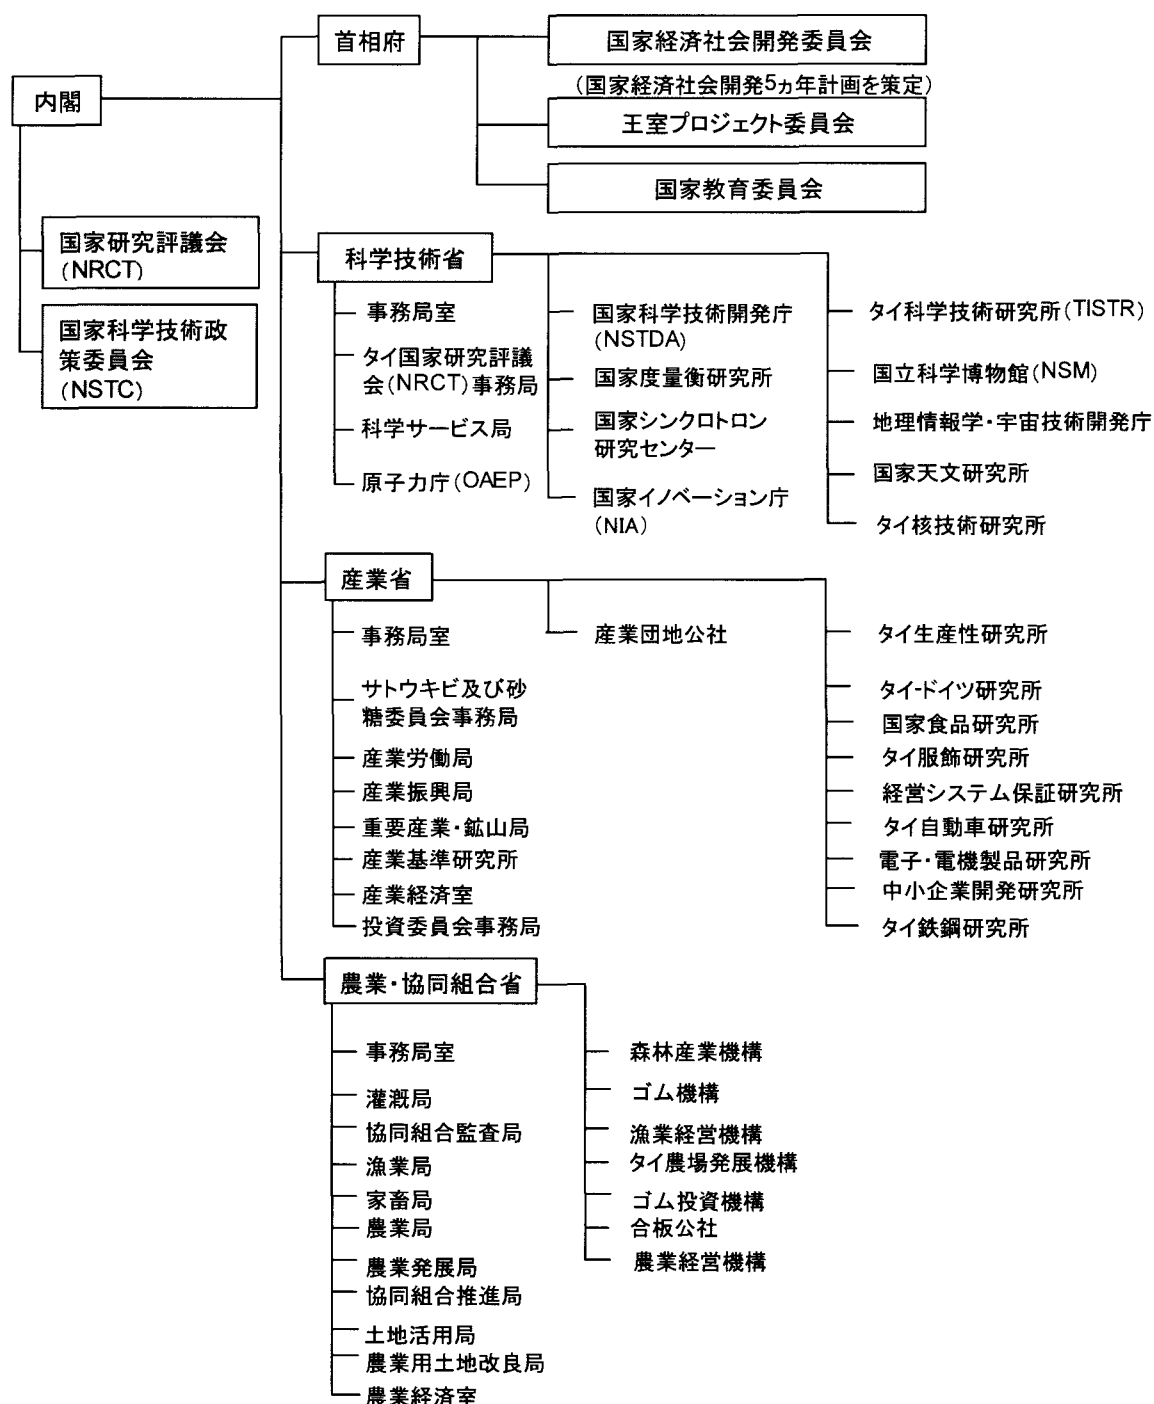 首相府
国家経済社会開発委員会
(国家経済社会開発5ヵ年計画を策定)
王室プロジェクト委員会
国家教育委員会
内閣
国家研究評議会
(NRCT)
国家科学技術政
策委員会
(NSTC)
科学技術省
事務局室
タイ国家研究評議
会(NRCT)事務局
科学サービス局
原子力庁(OAEP)
国家科学技術開発庁
(NSTDA)
国家度量衡研究所
国家シンクロトロン
研究センター
国家イノベーション庁
(NIA)
タイ科学技術研究所(TISTR)
国立科学博物館(NSM)
地理情報学・宇宙技術開発庁
国家天文研究所
タイ核技術研究所
産業省
事務局室
サトウキビ及び砂
糖委員会事務局
産業労働局
産業振興局
重要産業・鉱山局
産業基準研究所
産業経済室
投資委員会事務局
産業団地公社
タイ生産性研究所
タイ-ドイツ研究所
国家食品研究所
タイ服飾研究所
経営システム保証研究所
タイ自動車研究所
電子・電機製品研究所
中小企業開発研究所
タイ鉄鋼研究所
農業・協同組合省
事務局室
灌漑局
協同組合監査局
漁業局
家畜局
農業局
農業発展局
協同組合推進局
土地活用局
農業用土地改良局
農業経済室
森林産業機構
ゴム機構
漁業経営機構
タイ農場発展機構
ゴム投資機構
合板公社
農業経営機構